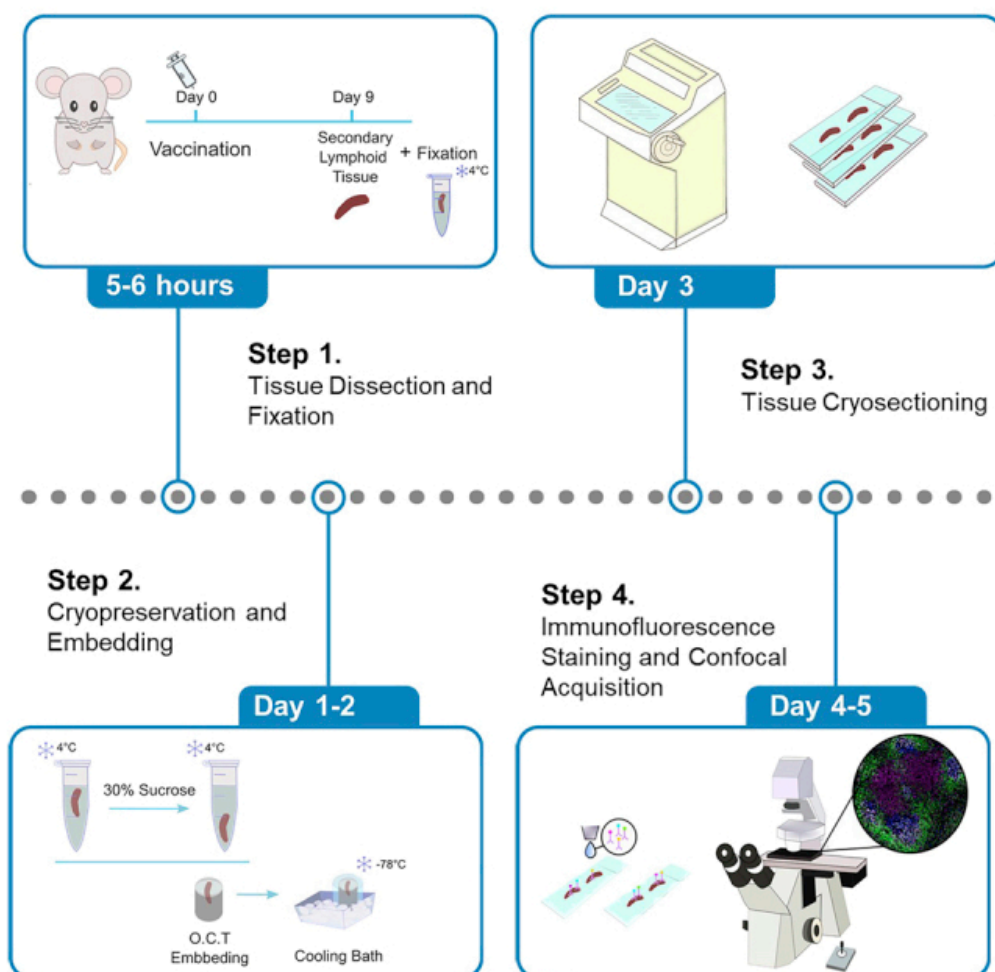 Day 0
Day 9
Vaccination
Secondary
Lymphoid
Tissue
+ Fixation
4°C
5-6 hours
Day 3
Step 1.
Tissue Dissection and
Fixation
Step 3.
Tissue Cryosectioning
Step 2.
Cryopreservation and
Embedding
Step 4.
Immunofluorescence
Staining and Confocal
Acquisition
Day 1-2
Day 4-5
4°C
4°C
30% Sucrose
-78°C
O.C.T
Embbeding
Cooling Bath